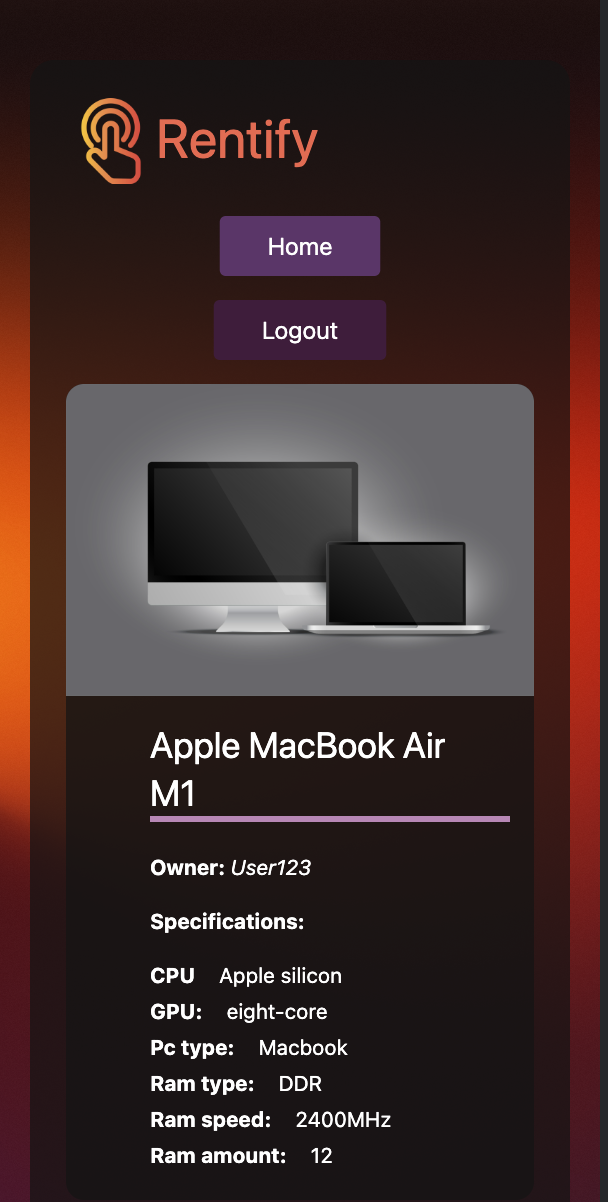 Rentify
Home
Logout
Apple MacBook Air
M1
Owner: User123
Specifications:
CPU Apple silicon
GPU: eight-core
Pc type: Macbook
Ram type: DDR
Ram speed: 2400MHz
Ram amount: 12